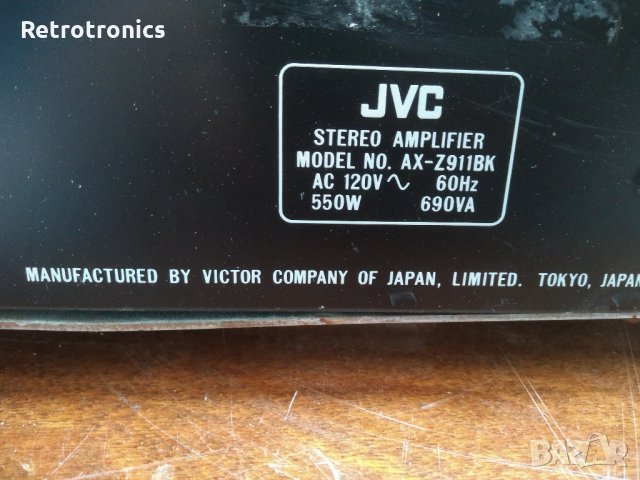 Retrotronics
JVC
STEREO AMPLIFIER
MODEL NO. AX-Z911BK
AC 120V ~ 60Hz
550W 690VA
MANUFACTURED BY VICTOR COMPANY OF JAPAN, LIMITED. TOKYO, JAPAN
BAZAR